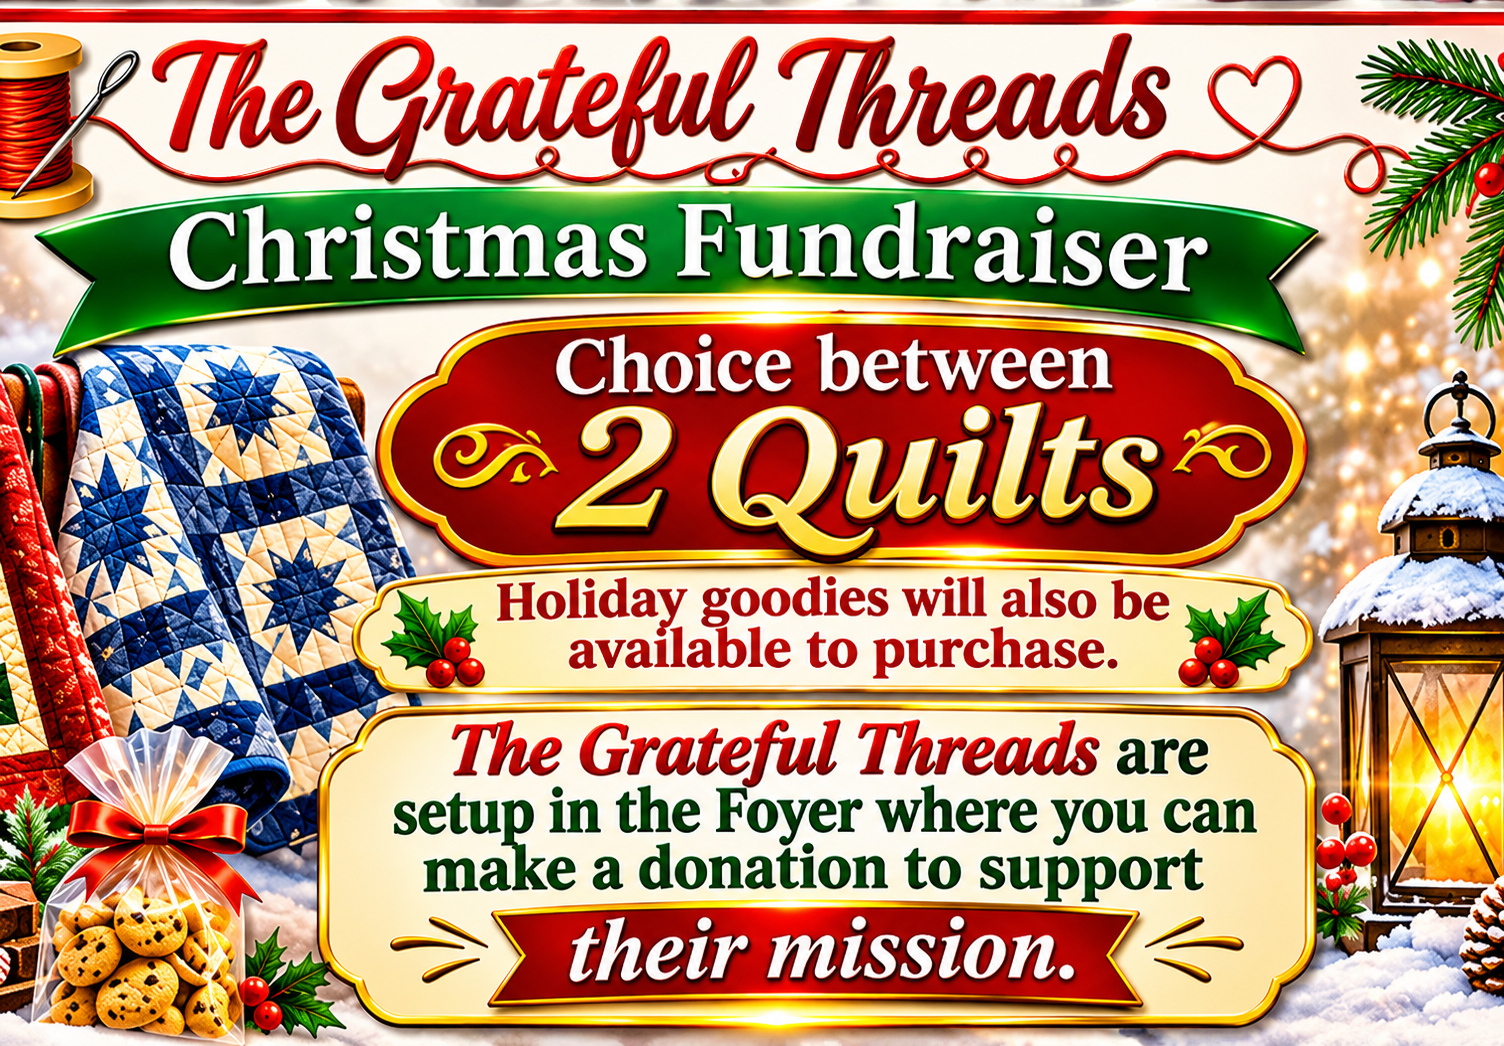 The Grateful Threads
Christmas Fundraiser
Choice between
2 Quilts
Holiday goodies will also be
available to purchase.
The Grateful Threads are
setup in the Foyer where you can
make a donation to support
their mission.